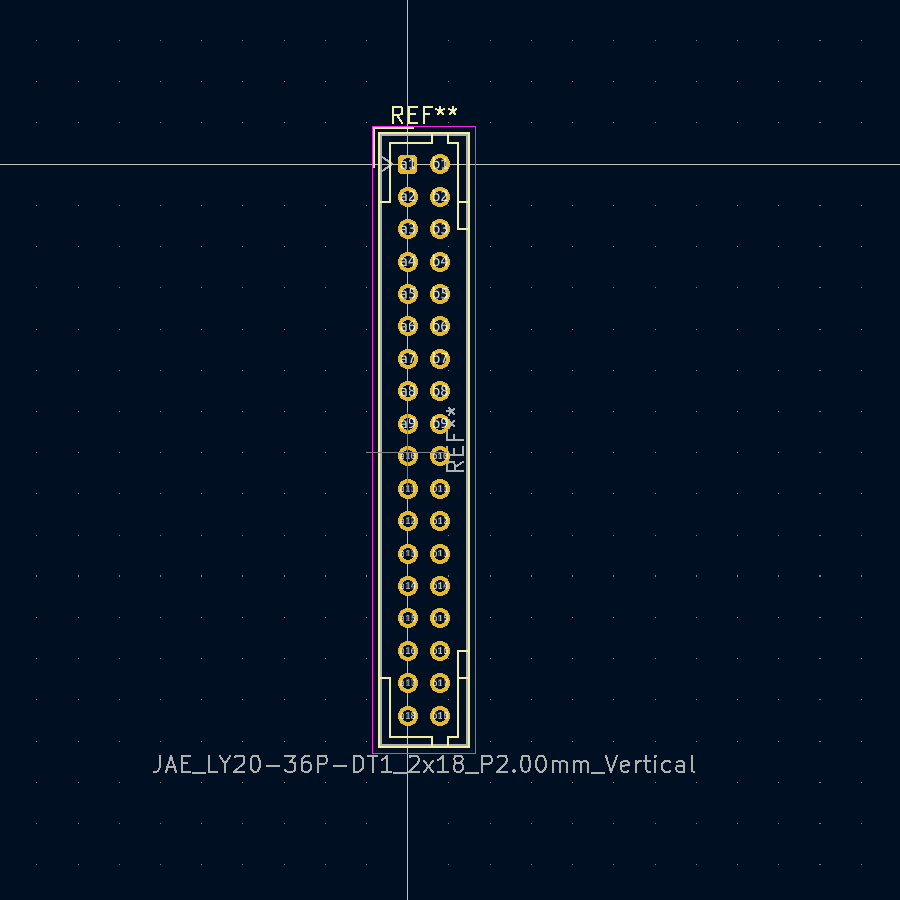 REF**
a1 b1
a2 b2
a3 b3
a4 b4
a5 b5
a6 b6
a7 b7
a8 b8
a9 b9
REF**
a10 b10
a11 b11
a12 b12
a13 b13
a14 b14
a15 b15
a16 b16
a17 b17
a18 b18
JAE_LY20-36P-DT1_2x18_P2.00mm_Vertical